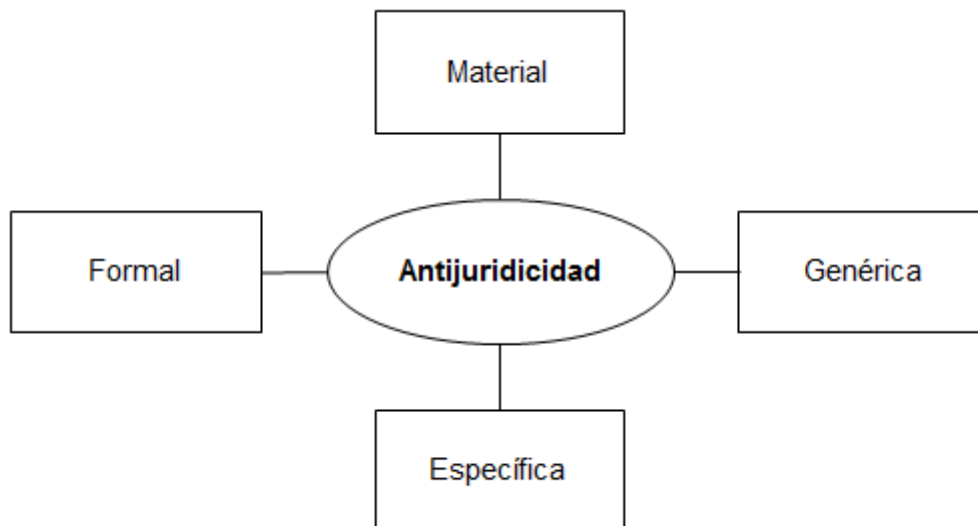 Material
Formal
Antijuridicidad
Genérica
Específica